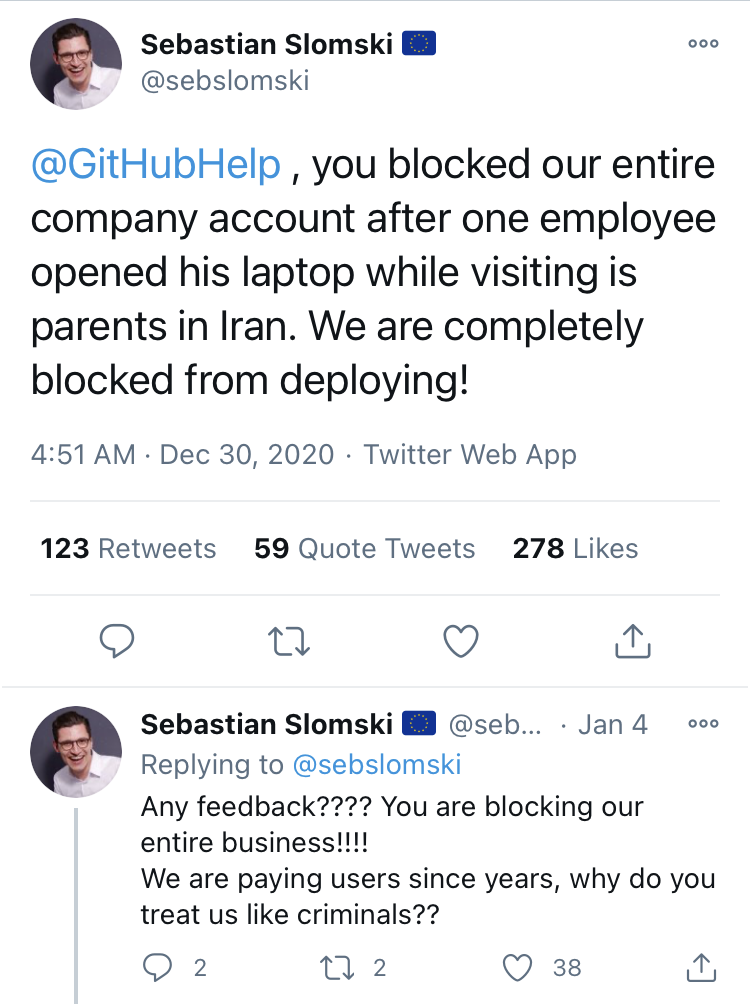 Sebastian Slomski 🇪🇺
@sebslomski
@GitHubHelp , you blocked our entire
company account after one employee
opened his laptop while visiting is
parents in Iran. We are completely
blocked from deploying!
4:51 AM · Dec 30, 2020 · Twitter Web App
123 Retweets 59 Quote Tweets 278 Likes
Sebastian Slomski 🇪🇺 @seb... · Jan 4
Replying to @sebslomski
Any feedback???? You are blocking our
entire business!!!!
We are paying users since years, why do you
treat us like criminals??
2 2 38